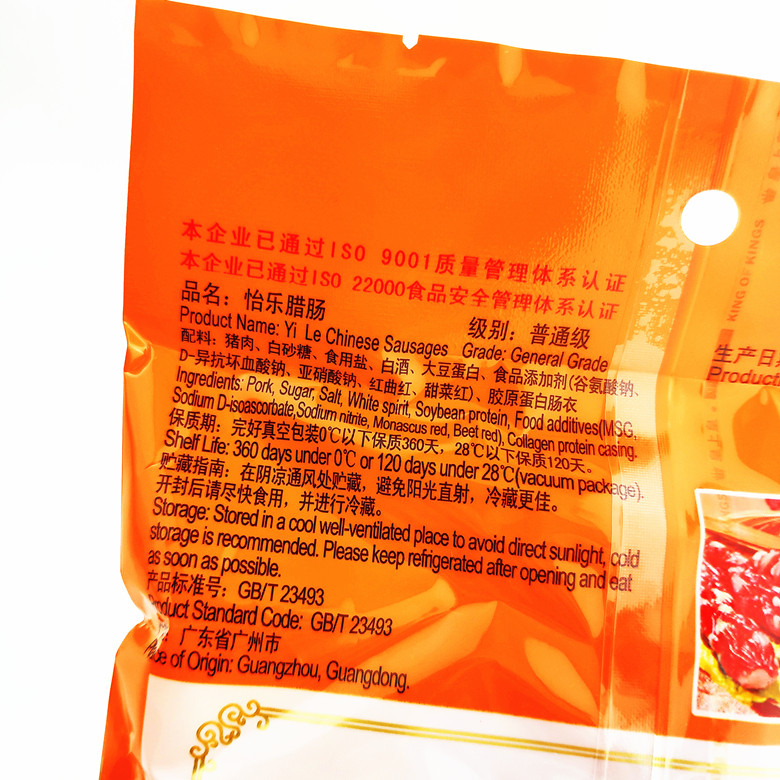 本企业已通过ISO 9001质量管理体系认证
本企业已通过ISO 22000食品安全管理体系认证
品名：怡乐腊肠
级别：普通级
Product Name: Yi Le Chinese Sausages Grade: General Grade
配料：猪肉、白砂糖、食用盐、白酒、大豆蛋白、食品添加剂(谷氨酸钠、
D-异抗坏血酸钠、亚硝酸钠、红曲红、甜菜红)、胶原蛋白肠衣
Ingredients: Pork, Sugar, Salt, White spirit, Soybean protein, Food additives(MSG,
Sodium D-isoascorbate,Sodium nitrite, Monascus red, Beet red), Collagen protein casing.
保质期：完好真空包装0℃以下保质360天，28℃以下保质120天。
Shelf Life: 360 days under 0℃ or 120 days under 28℃(vacuum package).
贮藏指南：在阴凉通风处贮藏，避免阳光直射，冷藏更佳。
开封后请尽快食用，并进行冷藏。
Storage: Stored in a cool well-ventilated place to avoid direct sunlight, cold
storage is recommended. Please keep refrigerated after opening and eat
as soon as possible.
产品标准号：GB/T 23493
Product Standard Code: GB/T 23493
广东省广州市
of Origin: Guangzhou, Guangdong.
生产日
Product
KING OF KINGS